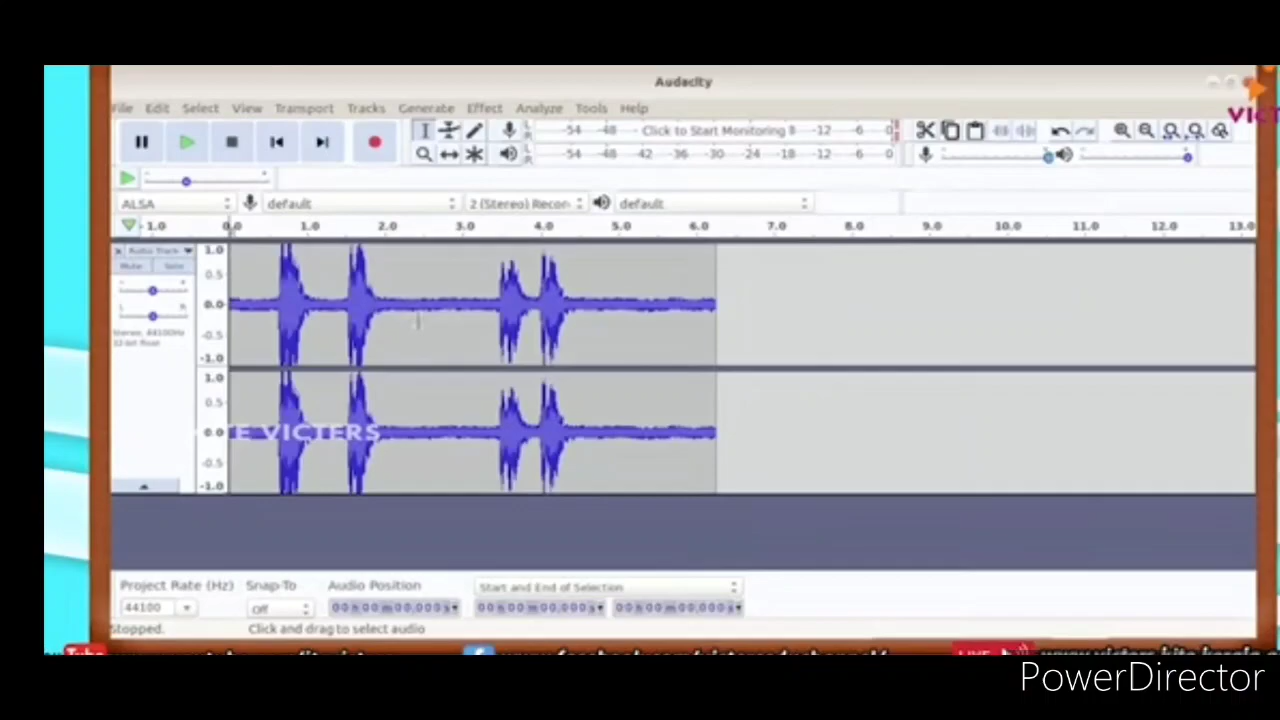 Audacity
File Edit Select View Transport Tracks Generate Effect Analyze Tools Help
L R -54 -48 Click to Start Monitoring 8 -12 -6 0
L R -54 -48 -42 -36 -30 -24 -18 -12 -6 0
ALSA default 2 (Stereo) Recor default
1.0 0.0 1.0 2.0 3.0 4.0 5.0 6.0 7.0 8.0 9.0 10.0 11.0 12.0 13.0
Audio Track
Mute Solo
L R
Stereo, 44100Hz
32-bit float
1.0
0.5
0.0
-0.5
-1.0
1.0
0.5
0.0
-0.5
-1.0
VICTERS
Project Rate (Hz) Snap-To Audio Position Start and End of Selection
44100 Off 00h00m00.000s 00h00m00.000s 00h00m00.000s
Stopped. Click and drag to select audio
LIVE
PowerDirector